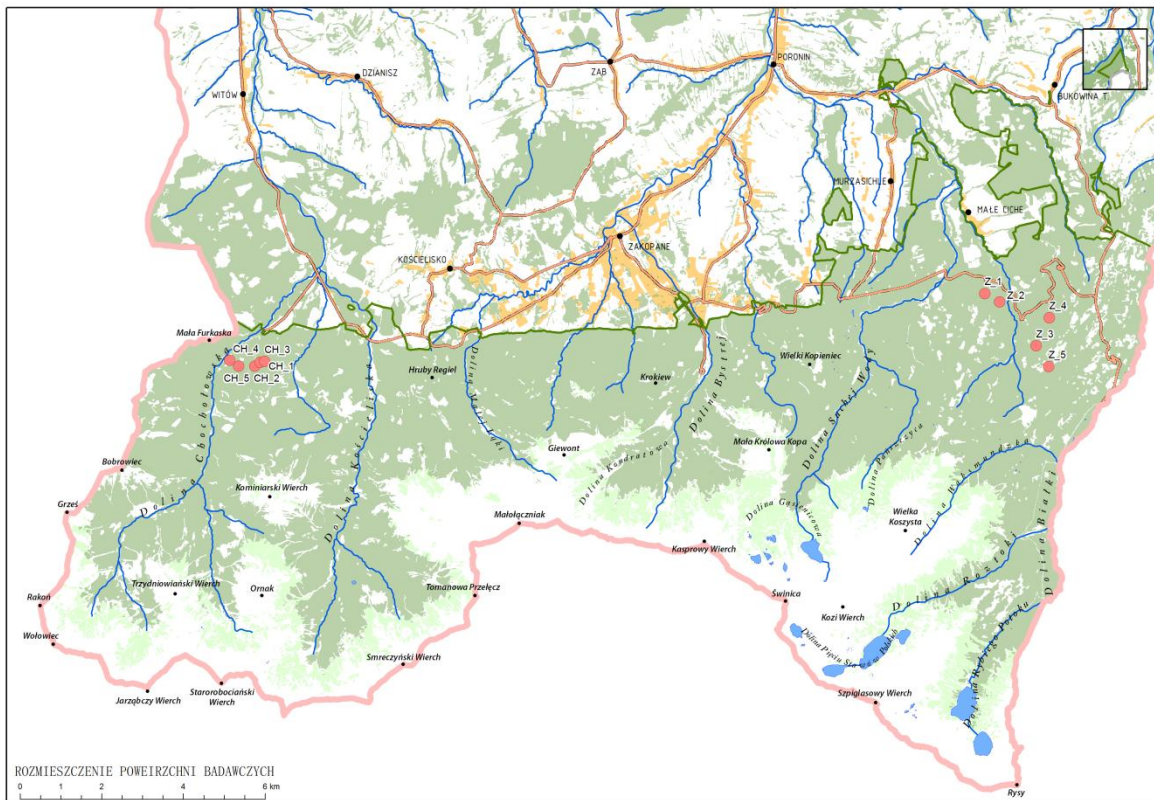 PORONIN
ZĄB
DZIANISZ
BUKOWINA T.
WITÓW
MURZASICHLE
MAŁE CICHE
ZAKOPANE
KOŚCIELISKO
Z_1
Z_2
Z_4
Z_3
Z_5
Mała Furkaska
CH_4
CH_3
CH_1
CH_5
CH_2
Dolina Chochołowska
Dolina Kościeliska
Dolina Małej Łąki
Hruby Regiel
Krokiew
Dolina Bystrej
Wielki Kopieniec
Dolina Suchej Wody
Giewont
Dolina Kondratowa
Mała Królowa Kopa
Dolina Pańszczyca
Dolina Waksmundzka
Dolina Białki
Bobrowiec
Kominiarski Wierch
Grześ
Małołączniak
Dolina Gąsienicowa
Wielka
Koszysta
Kasprowy Wierch
Dolina Roztoki
Trzydniowiański Wierch
Ornak
Tomanowa Przełęcz
Rakoń
Świnica
Kozi Wierch
Wołowiec
Dolina Pięciu Stawów Polskich
Dolina Rybiego Potoku
Smreczyński Wierch
Jarząbczy Wierch
Starorobociański
Wierch
Szpiglasowy Wierch
Rysy
ROZMIESZCZENIE POWEIRZCHNI BADAWCZYCH
0 1 2 4 6 km